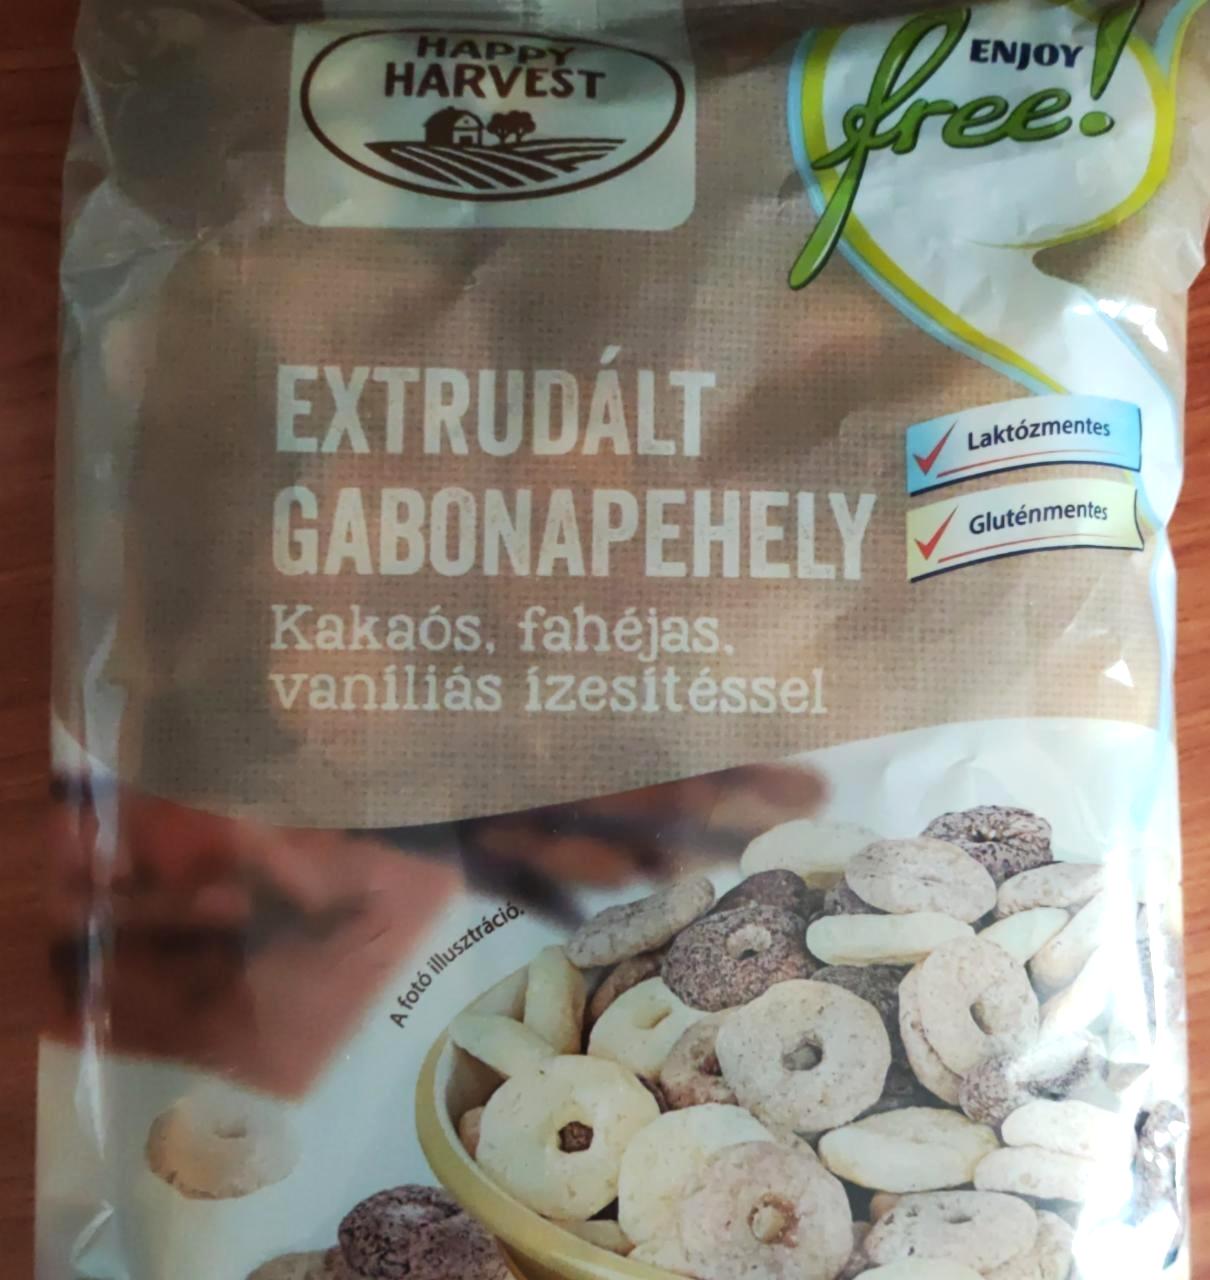 HAPPY
HARVEST
ENJOY
free!
EXTRUDÁLT
GABONAPEHELY
Kakaós, fahéjas,
vaníliás ízesítéssel
Laktózmentes
Gluténmentes
A fotó illusztráció.